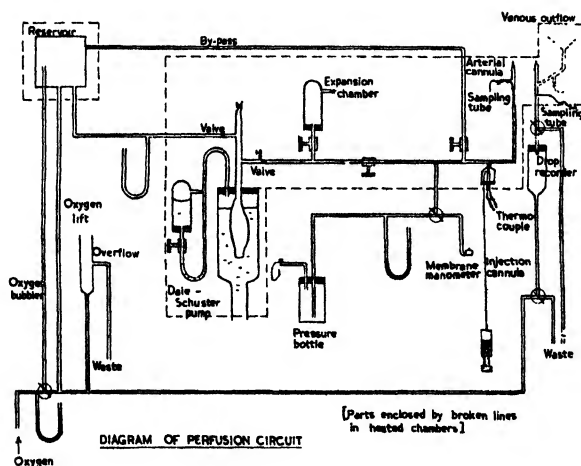 Venous outflow
Reservoir
By-pass
Arterial
cannula
Expansion
chamber
Sampling
tube
Sampling
tube
Valve
Valve
Drop
recorder
Oxygen
lift
Thermo
couple
Overflow
Oxygen
bubbler
Membrane
manometer
Injection
cannula
Dale -
Schuster
pump
Pressure
bottle
Waste
Waste
[Parts enclosed by broken lines
in heated chambers]
DIAGRAM OF PERFUSION CIRCUIT
Oxygen